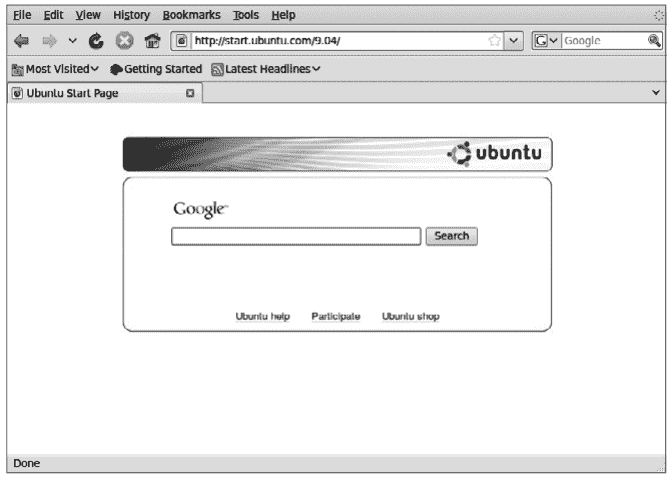 File Edit View History Bookmarks Tools Help
http://start.ubuntu.com/9.04/ G Google
Most Visited Getting Started Latest Headlines
Ubuntu Start Page
ubuntu
Google
Search
Ubuntu help Participate Ubuntu shop
Done